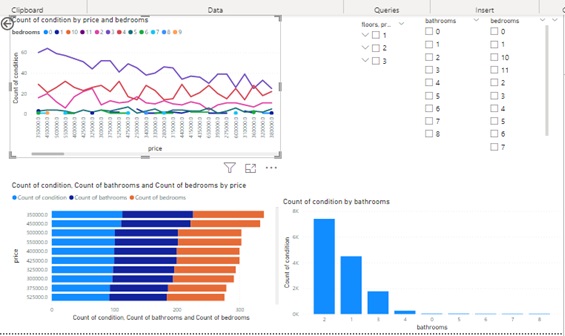 Clipboard Data Queries Insert
Count of condition by price and bedrooms
bedrooms 0 1 10 11 2 3 4 5 6 7 8 9
Count of condition
60
40
20
0
price
floors, pr...
1
2
3
bathrooms
0
1
2
3
4
5
6
7
8
bedrooms
0
1
10
11
2
3
4
5
6
7
Count of condition, Count of bathrooms and Count of bedrooms by price
Count of condition Count of bathrooms Count of bedrooms
price
350000.0
450000.0
500000.0
550000.0
400000.0
425000.0
325000.0
300000.0
375000.0
525000.0
0 100 200 300
Count of condition, Count of bathrooms and Count of bedrooms
Count of condition by bathrooms
Count of condition
8K
6K
4K
2K
0K
2 1 3 4 0 5 6 7 8
bathrooms